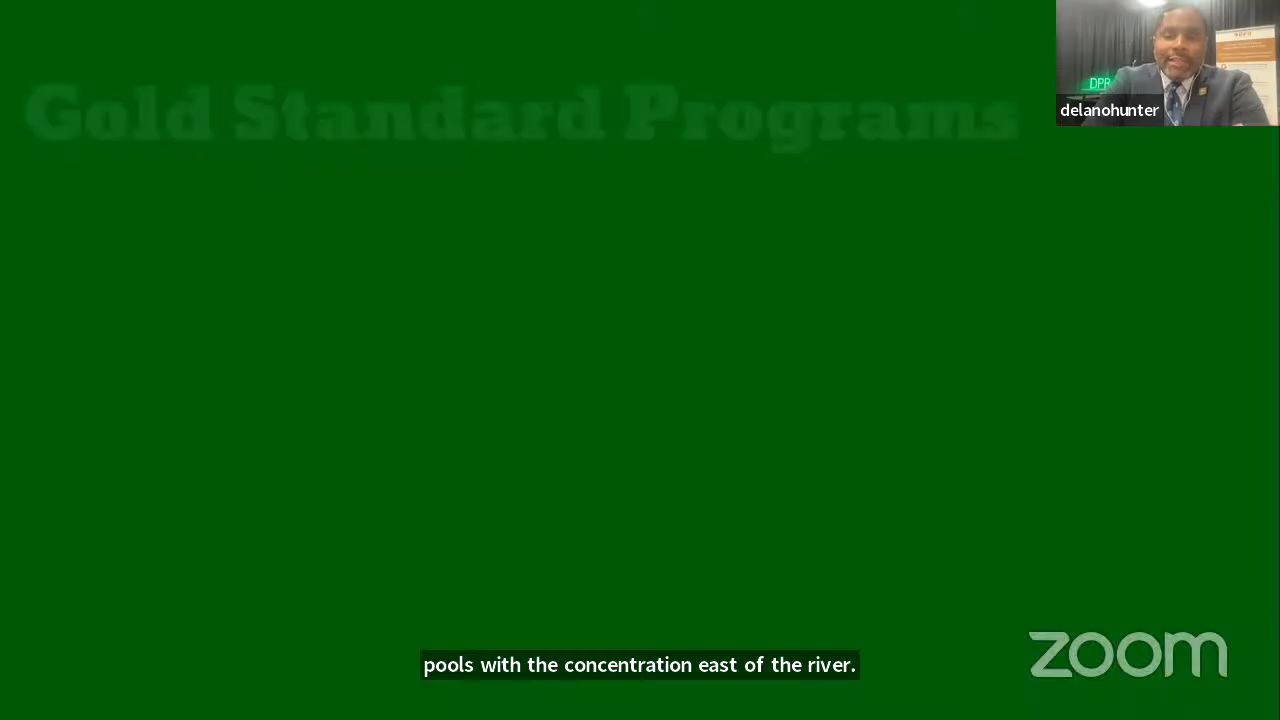 Gold Standard Programs
DPR
delanohunter
pools with the concentration east of the river.
zoom